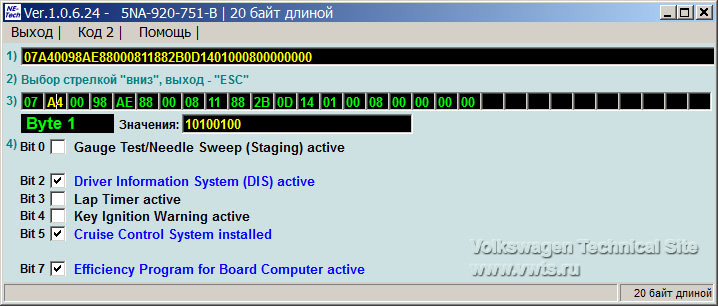 NE-Tech Ver.1.0.6.24 - 5NA-920-751-B | 20 байт длиной
Выход | Код 2 | Помощь |
1) 07A40098AE88000811882B0D1401000800000000
2) Выбор стрелкой "вниз", выход - "ESC"
3) 07 A4 00 98 AE 88 00 08 11 88 2B 0D 14 01 00 08 00 00 00 00
Byte 1 Значения: 10100100
4) Bit 0 Gauge Test/Needle Sweep (Staging) active
Bit 2 Driver Information System (DIS) active
Bit 3 Lap Timer active
Bit 4 Key Ignition Warning active
Bit 5 Cruise Control System installed
Volkswagen Technical Site
Bit 7 Efficiency Program for Board Computer active
www.vwts.ru
20 байт длиной